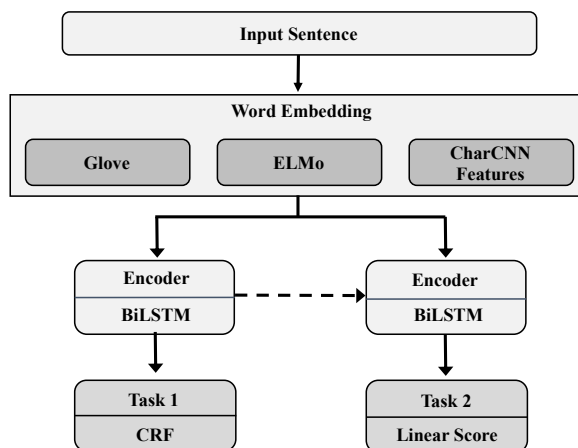 Input Sentence
Word Embedding
Glove
ELMo
CharCNN
Features
Encoder
BiLSTM
Encoder
BiLSTM
Task 1
CRF
Task 2
Linear Score